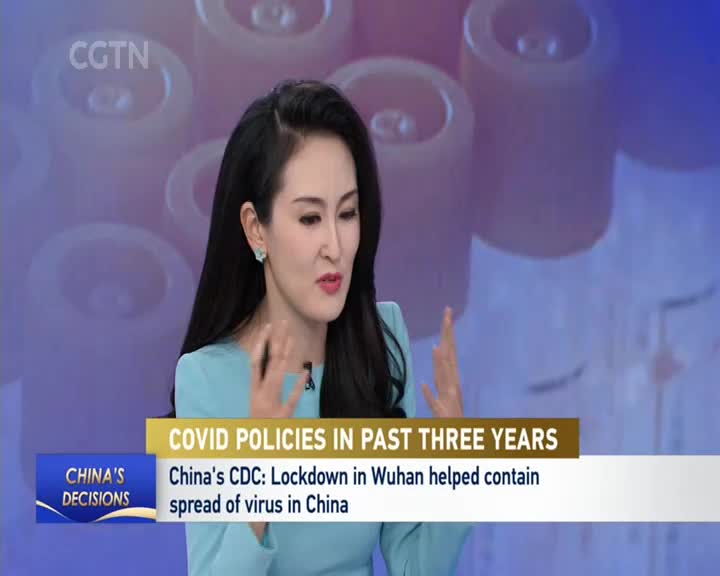 CGTN
COVID POLICIES IN PAST THREE YEARS
CHINA'S
DECISIONS
China's CDC: Lockdown in Wuhan helped contain
spread of virus in China